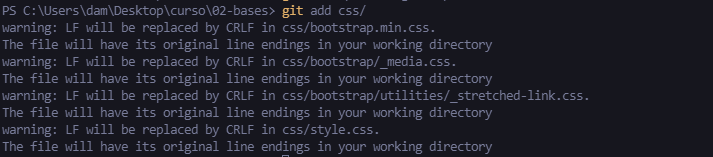 PS C:\Users\dam\Desktop\curso\02-bases> git add css/
warning: LF will be replaced by CRLF in css/bootstrap.min.css.
The file will have its original line endings in your working directory
warning: LF will be replaced by CRLF in css/bootstrap/_media.css.
The file will have its original line endings in your working directory
warning: LF will be replaced by CRLF in css/bootstrap/utilities/_stretched-link.css.
The file will have its original line endings in your working directory
warning: LF will be replaced by CRLF in css/style.css.
The file will have its original line endings in your working directory